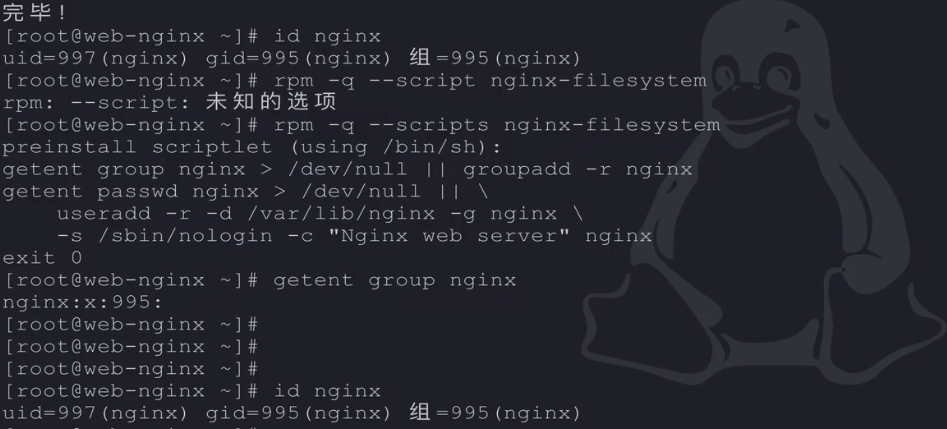 完毕！
[root@web-nginx ~]# id nginx
uid=997(nginx) gid=995(nginx) 组=995(nginx)
[root@web-nginx ~]# rpm -q --script nginx-filesystem
rpm: --script: 未知的选项
[root@web-nginx ~]# rpm -q --scripts nginx-filesystem
preinstall scriptlet (using /bin/sh):
getent group nginx > /dev/null || groupadd -r nginx
getent passwd nginx > /dev/null || \
    useradd -r -d /var/lib/nginx -g nginx \
    -s /sbin/nologin -c "Nginx web server" nginx
exit 0
[root@web-nginx ~]# getent group nginx
nginx:x:995:
[root@web-nginx ~]#
[root@web-nginx ~]#
[root@web-nginx ~]#
[root@web-nginx ~]# id nginx
uid=997(nginx) gid=995(nginx) 组=995(nginx)